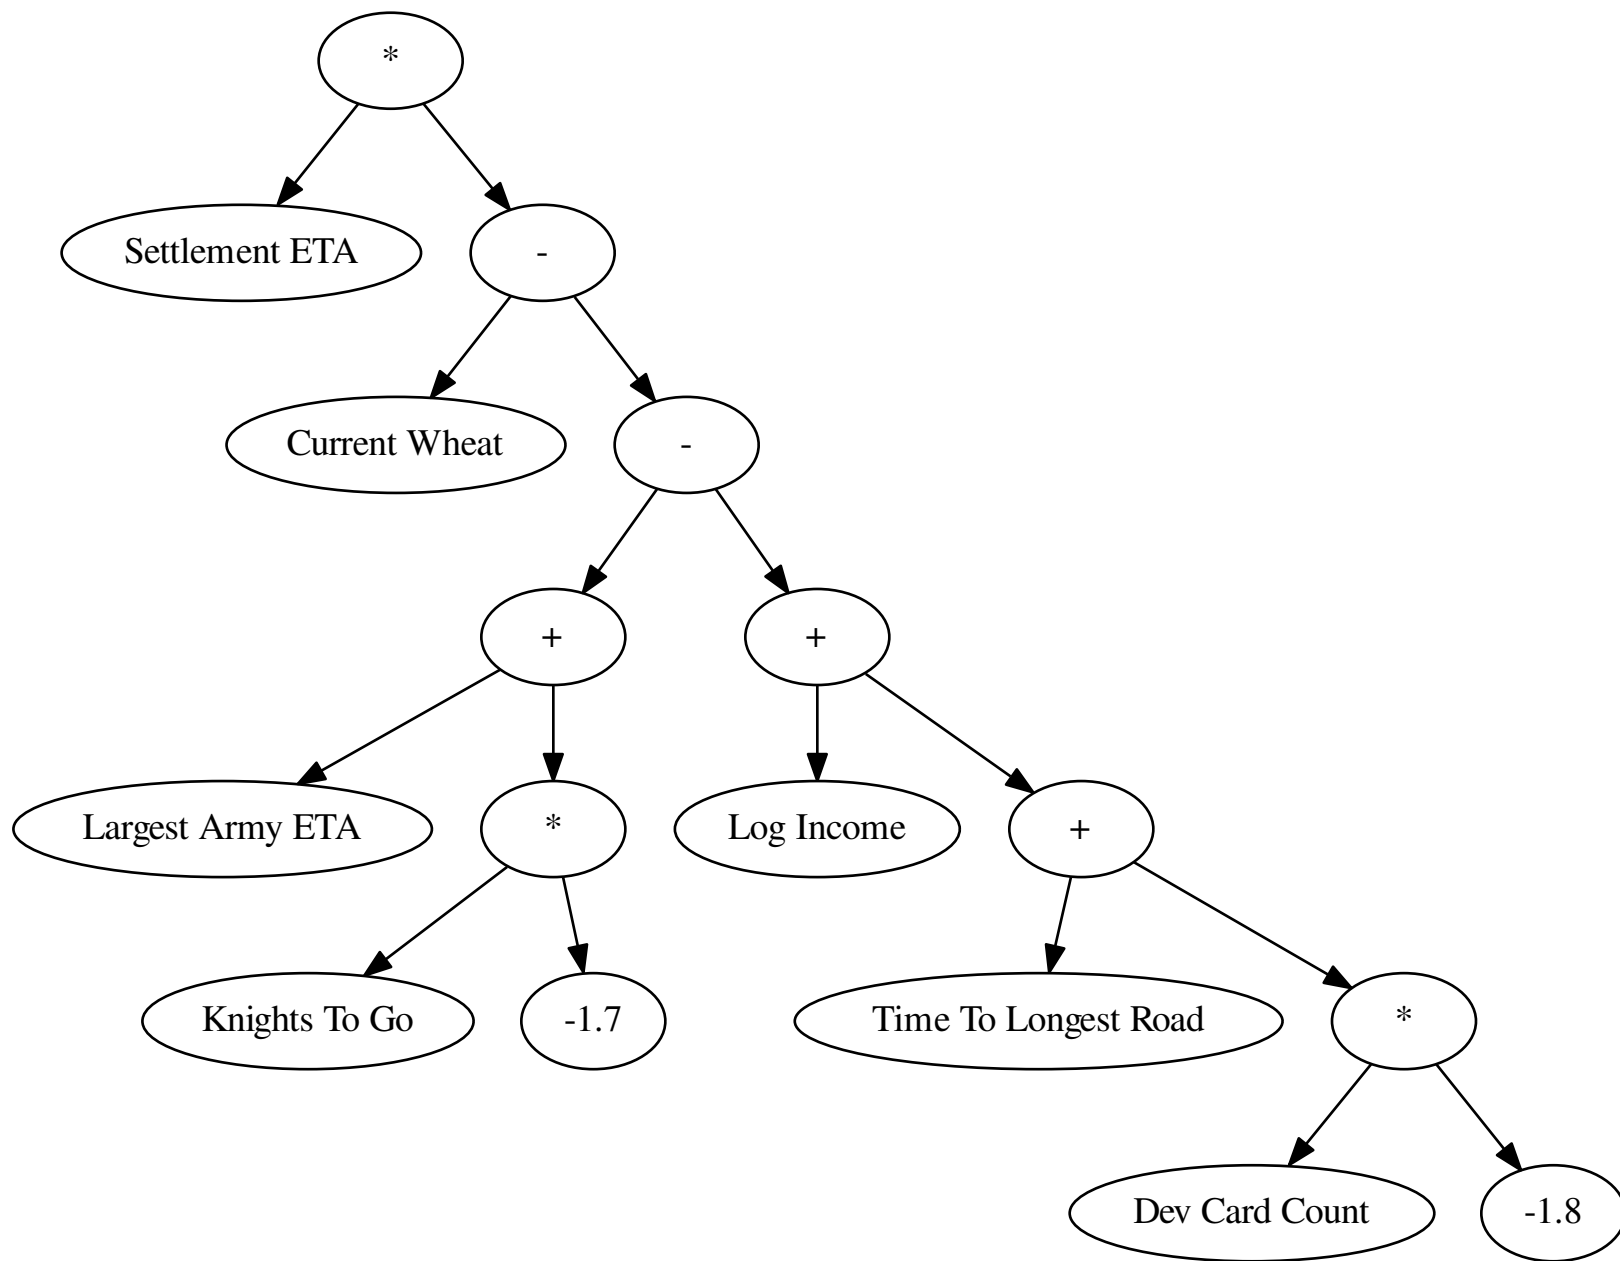 *
Settlement ETA
-
Current Wheat
-
+
+
Largest Army ETA
*
Log Income
+
Knights To Go
-1.7
Time To Longest Road
*
Dev Card Count
-1.8